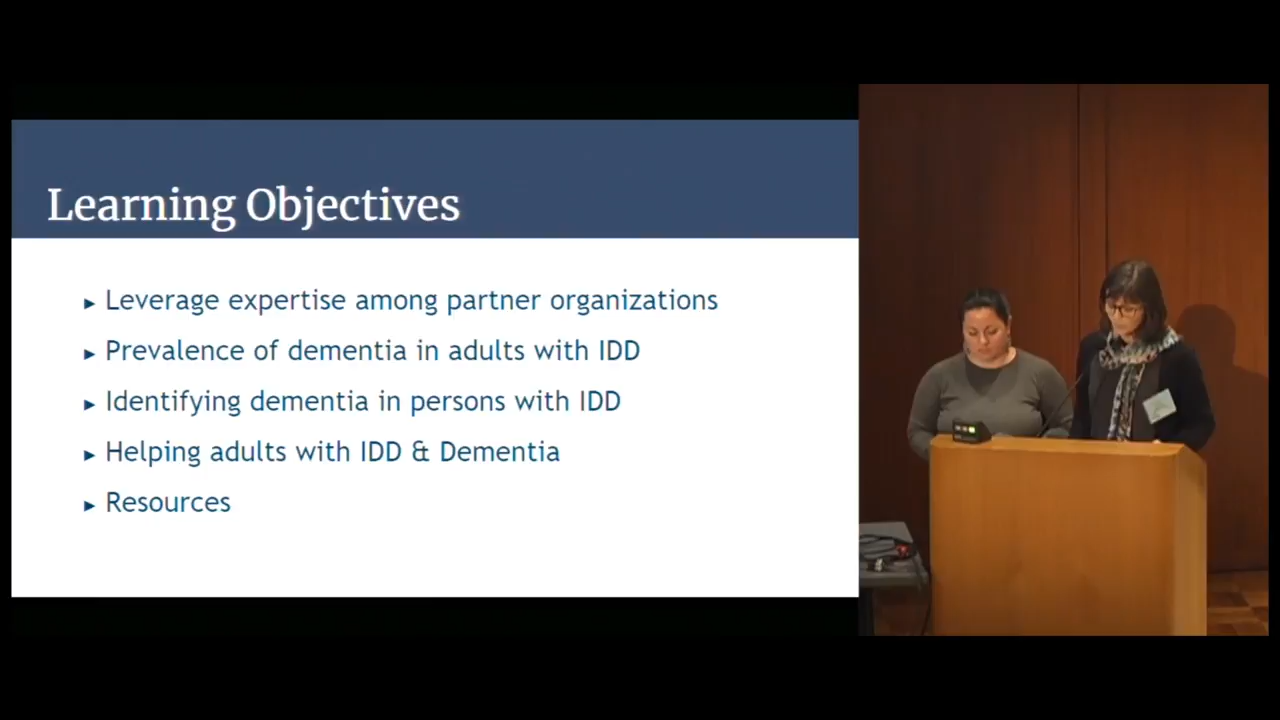 Learning Objectives
▸ Leverage expertise among partner organizations
▸ Prevalence of dementia in adults with IDD
▸ Identifying dementia in persons with IDD
▸ Helping adults with IDD & Dementia
▸ Resources